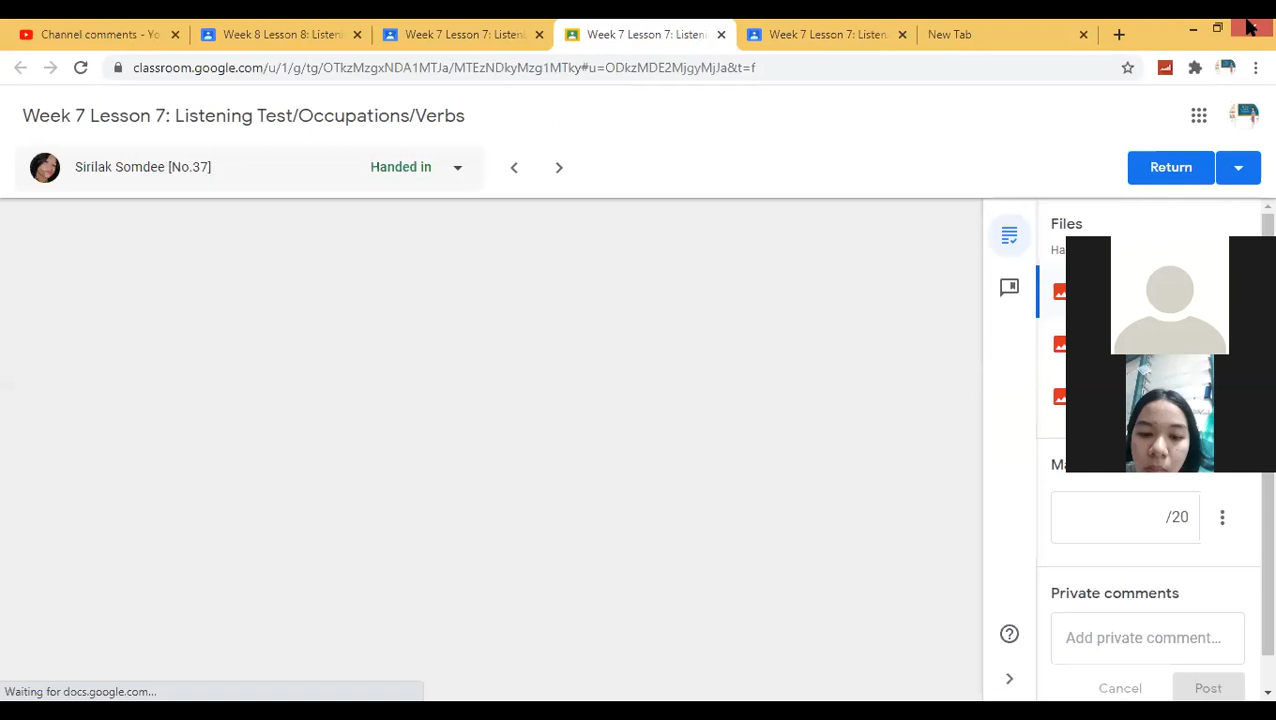 Channel comments - Yo
Week 8 Lesson 8: Listeni
Week 7 Lesson 7: Listeni
Week 7 Lesson 7: Listen
Week 7 Lesson 7: Listen
New Tab
classroom.google.com/u/1/g/tg/OTkzMzgxNDA1MTJa/MTEzNDkyMzg1MTky#u=ODkzMDE2MjgyMjJa&t=f
Week 7 Lesson 7: Listening Test/Occupations/Verbs
Sirilak Somdee [No.37]
Handed in
Return
Files
Ha
/20
Private comments
Add private comment...
Cancel
Post
Waiting for docs.google.com...